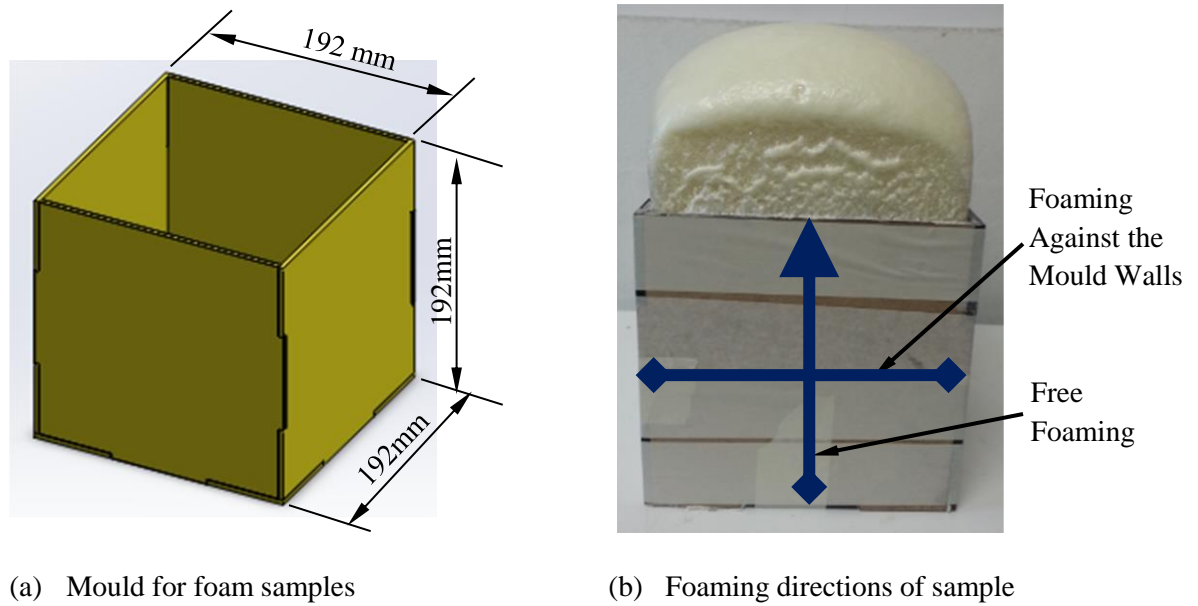 192 mm
192mm
192mm
Foaming
Against the
Mould Walls
Free
Foaming
(a) Mould for foam samples
(b) Foaming directions of sample